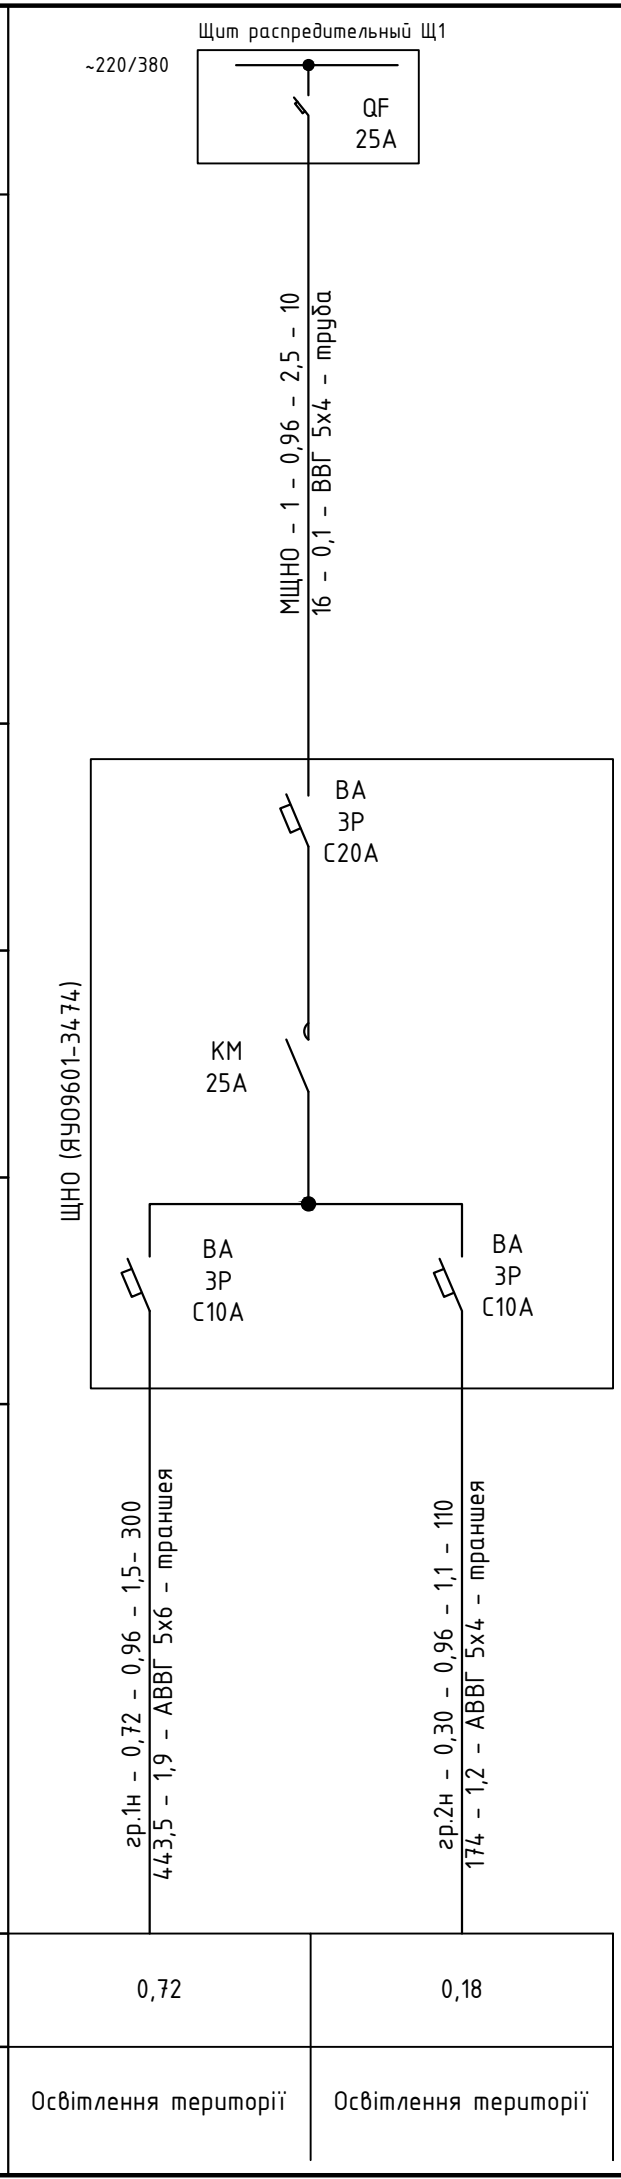 Щит распредительный Щ1
~220/380
QF
25А
МЩНО - 1 - 0,96 - 2,5 - 10
16 - 0,1 - ВВГ 5х4 - труба
ВА
3Р
С20А
ЩНО (ЯУО9601-3474)
КМ
25А
ВА
3Р
С10А
ВА
3Р
С10А
гр.1н - 0,72 - 0,96 - 1,5- 300
443,5 - 1,9 - АВВГ 5х6 - траншея
гр.2н - 0,30 - 0,96 - 1,1 - 110
174 - 1,2 - АВВГ 5х4 - траншея
0,72
0,18
Освітлення території
Освітлення території